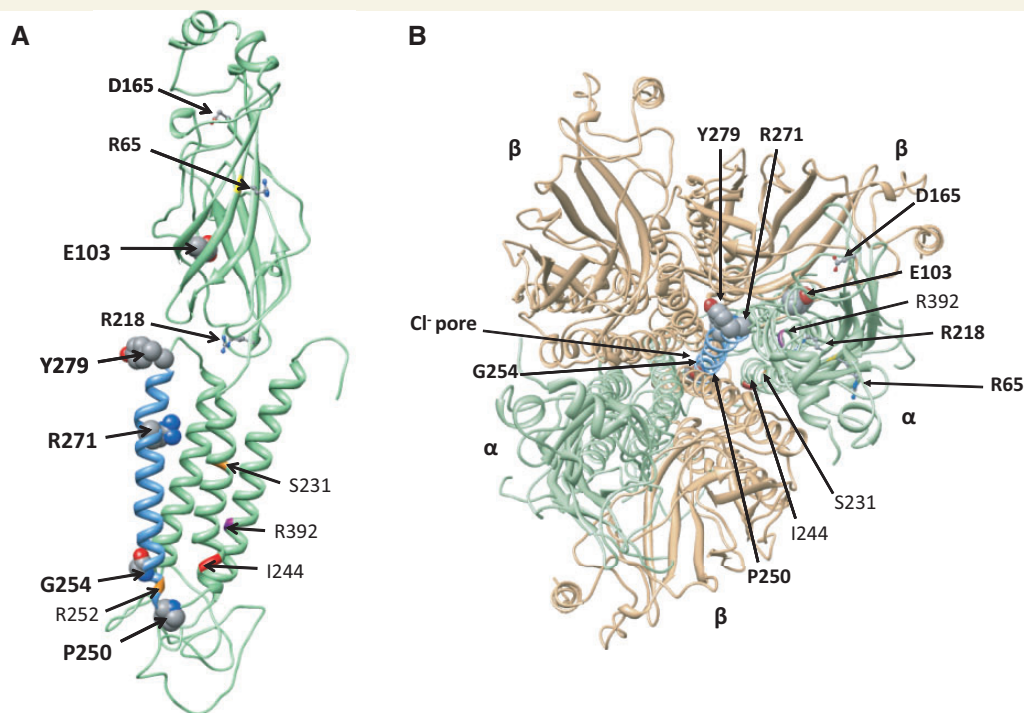 A
D165
R65
E103
R218
Y279
R271
S231
R392
G254
I244
R252
P250
B
Y279 R271
β
β
D165
E103
R392
Cl- pore
R218
G254
R65
α
α
S231
I244
P250
β